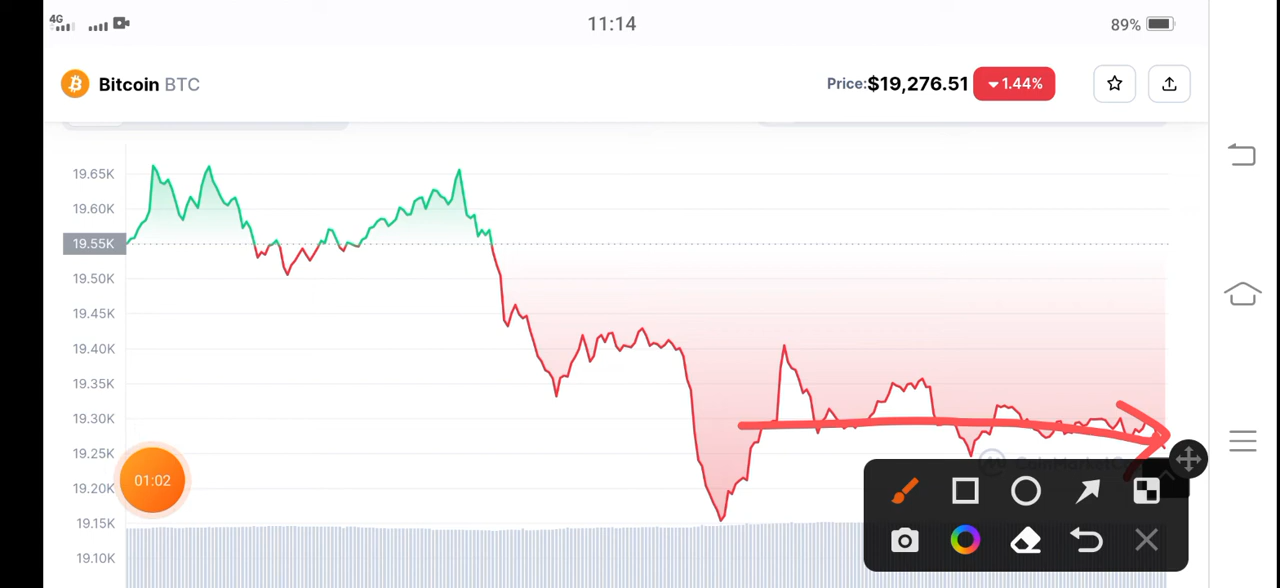 4G 11:14 89%
Bitcoin BTC Price:$19,276.51 1.44%
19.65K
19.60K
19.55K
19.50K
19.45K
19.40K
19.35K
19.30K
19.25K
01:02
19.20K
19.15K
19.10K